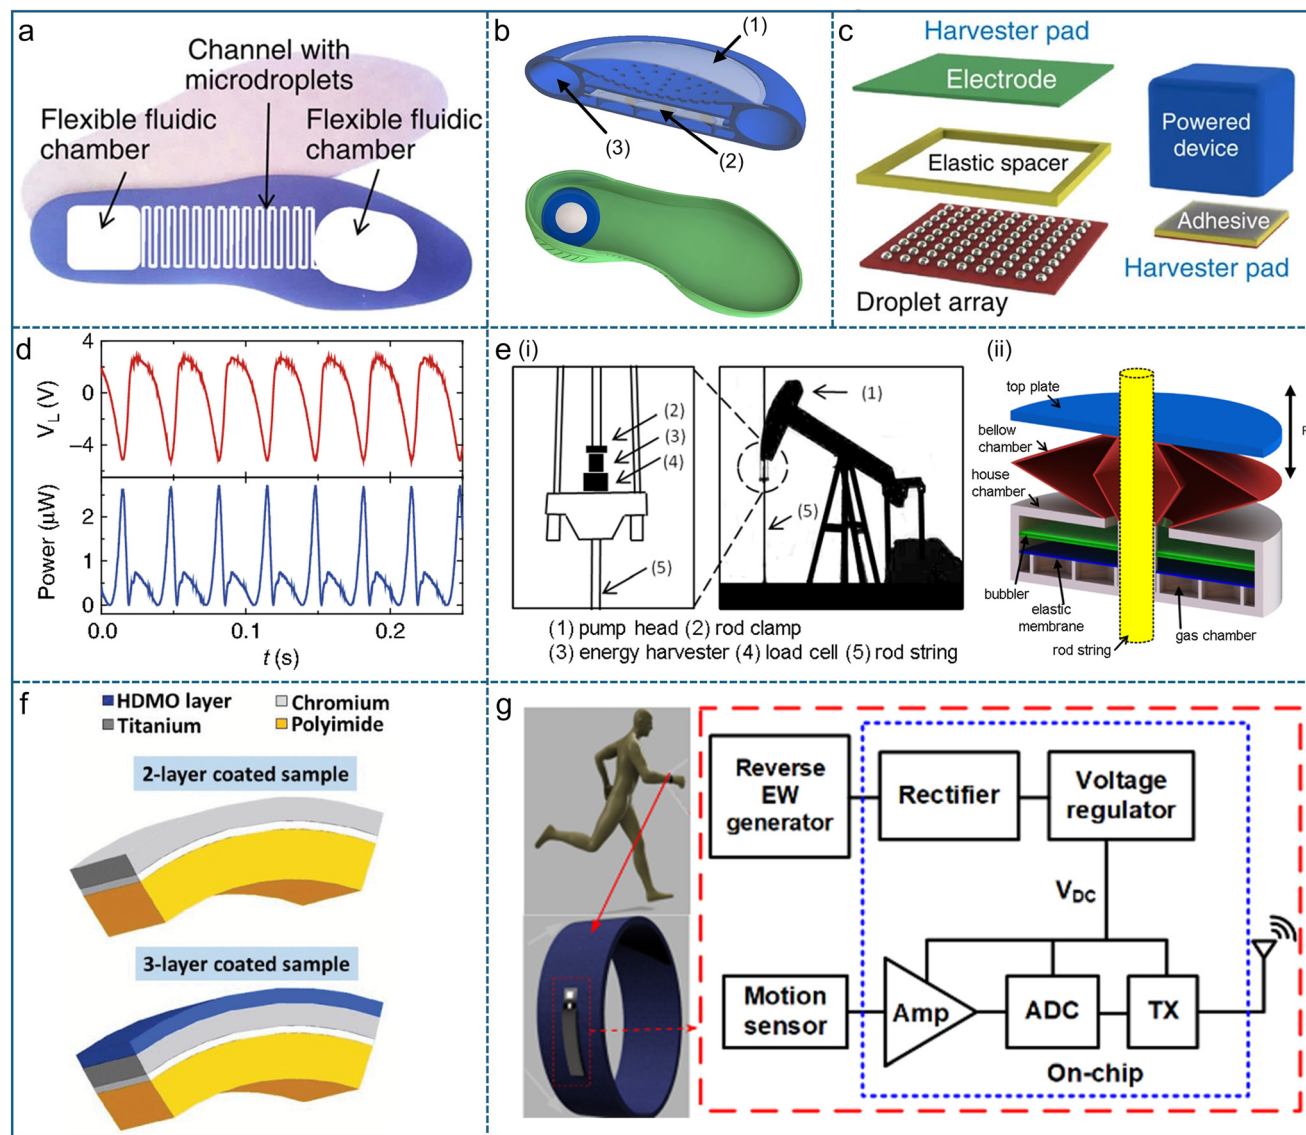 a
Channel with
microdroplets
Flexible fluidic
chamber
Flexible fluidic
chamber
b
(1)
(3)
(2)
c
Harvester pad
Electrode
Elastic spacer
Droplet array
Powered
device
Adhesive
Harvester pad
d
4
0
−4
V_L (V)
2
1
0
Power (μW)
0.0
0.1
0.2
t (s)
e
(i)
(2)
(3)
(4)
(5)
(1)
(5)
(1) pump head (2) rod clamp
(3) energy harvester (4) load cell (5) rod string
(ii)
top plate
bellow
chamber
house
chamber
bubbler
elastic
membrane
rod string
gas chamber
f
HDMO layer
Chromium
Titanium
Polyimide
2-layer coated sample
3-layer coated sample
g
Reverse
EW
generator
Rectifier
Voltage
regulator
V_DC
Motion
sensor
Amp
ADC
TX
On-chip